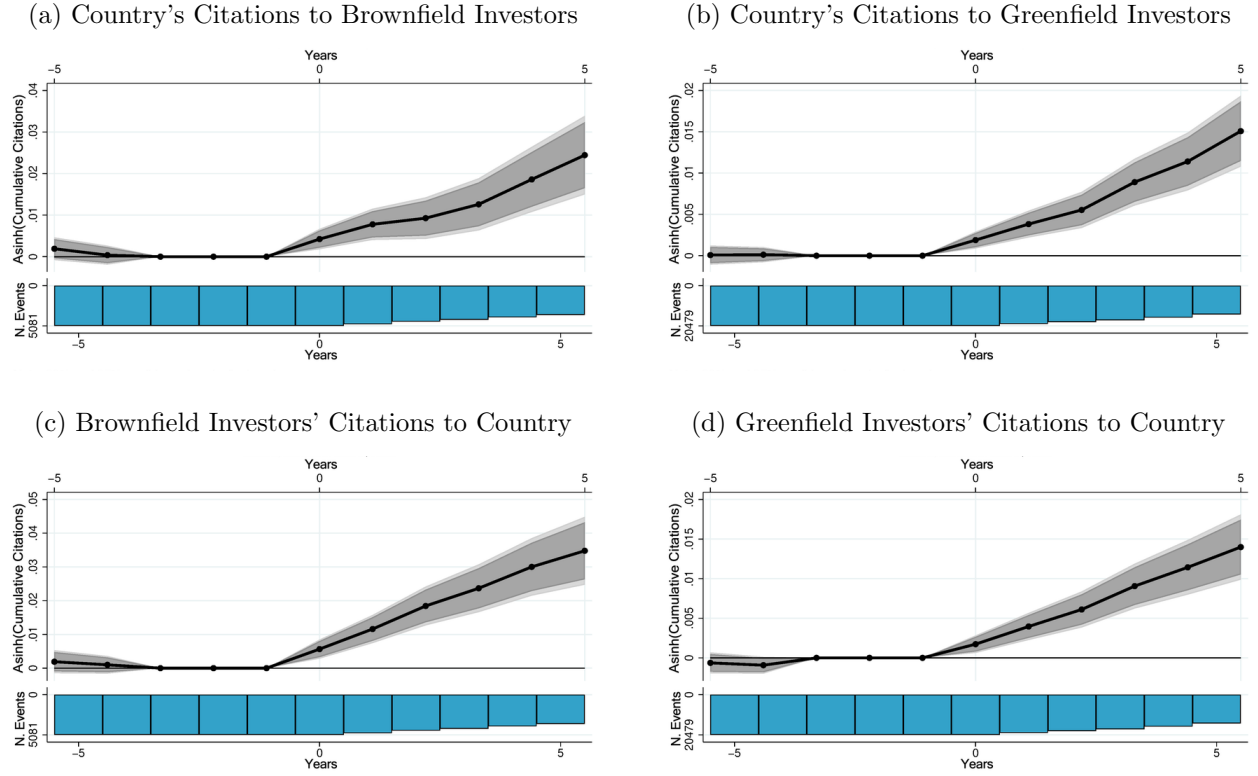 (a) Country's Citations to Brownfield Investors
Years
-5 0 5
Asinh(Cumulative Citations)
.04
.03
.02
.01
0
N. Events
0
5081
-5 0 5
Years
(b) Country's Citations to Greenfield Investors
Years
-5 0 5
Asinh(Cumulative Citations)
.02
.015
.01
.005
0
N. Events
0
20479
-5 0 5
Years
(c) Brownfield Investors' Citations to Country
Years
-5 0 5
Asinh(Cumulative Citations)
.05
.04
.03
.02
.01
0
N. Events
0
5081
-5 0 5
Years
(d) Greenfield Investors' Citations to Country
Years
-5 0 5
Asinh(Cumulative Citations)
.02
.015
.01
.005
0
N. Events
0
20479
-5 0 5
Years